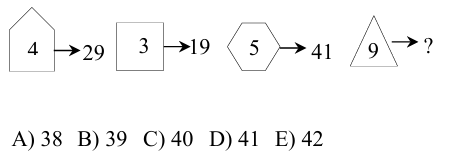 4 → 29 3 → 19 5 → 41 9 → ?
A) 38 B) 39 C) 40 D) 41 E) 42